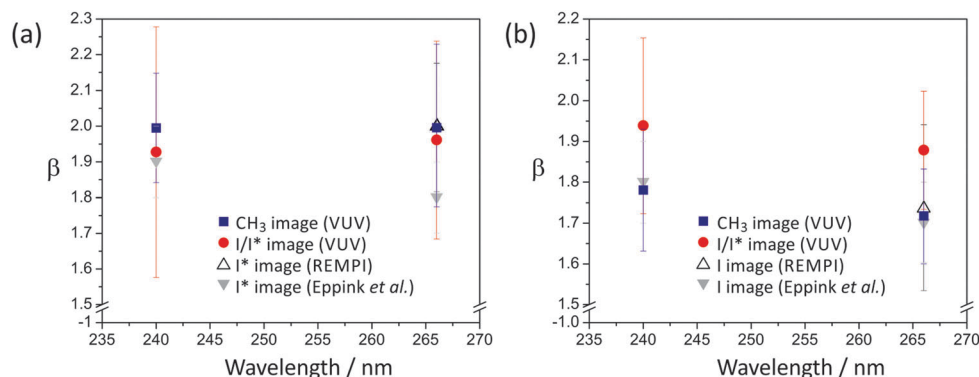 (a)
2.3
2.2
2.1
2.0
1.9
1.8
1.7
1.6
1.5
-1
β
CH3 image (VUV)
I/I* image (VUV)
I* image (REMPI)
I* image (Eppink et al.)
235 240 245 250 255 260 265 270
Wavelength / nm
(b)
2.2
2.1
2.0
1.9
1.8
1.7
1.6
1.5
-1.0
β
CH3 image (VUV)
I/I* image (VUV)
I image (REMPI)
I image (Eppink et al.)
235 240 245 250 255 260 265 270
Wavelength / nm